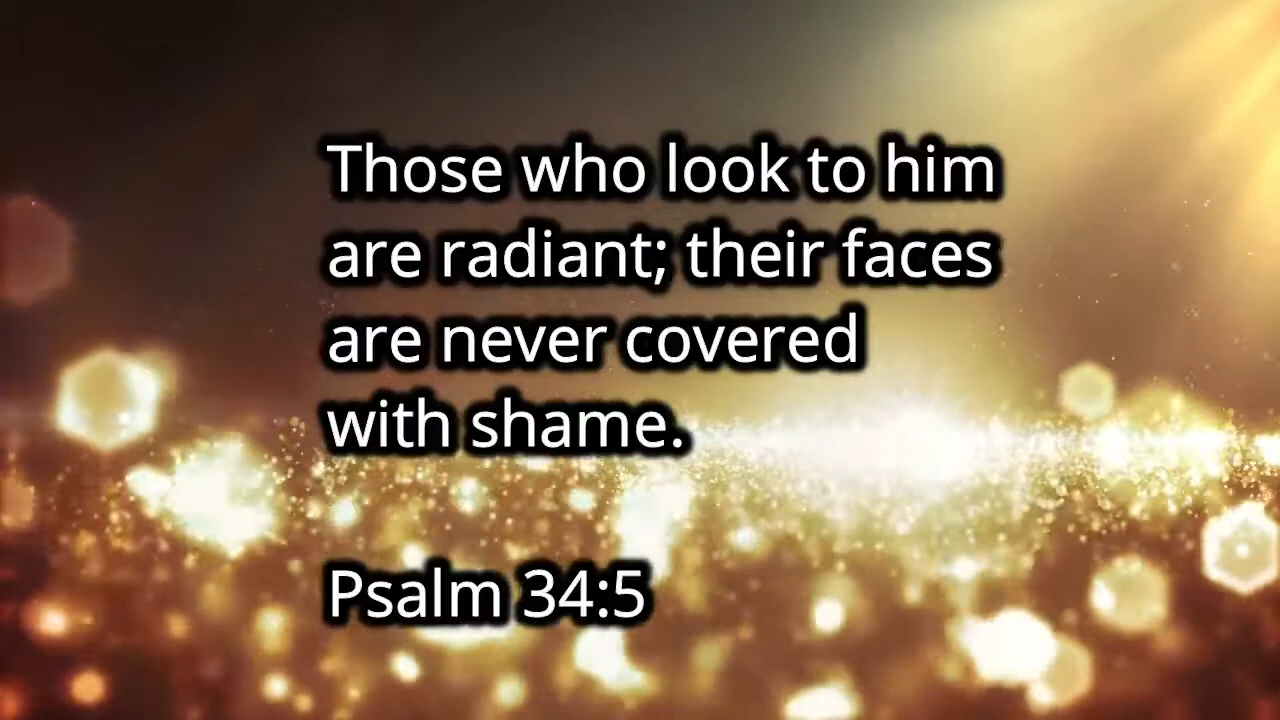 Those who look to him
are radiant; their faces
are never covered
with shame.
Psalm 34:5